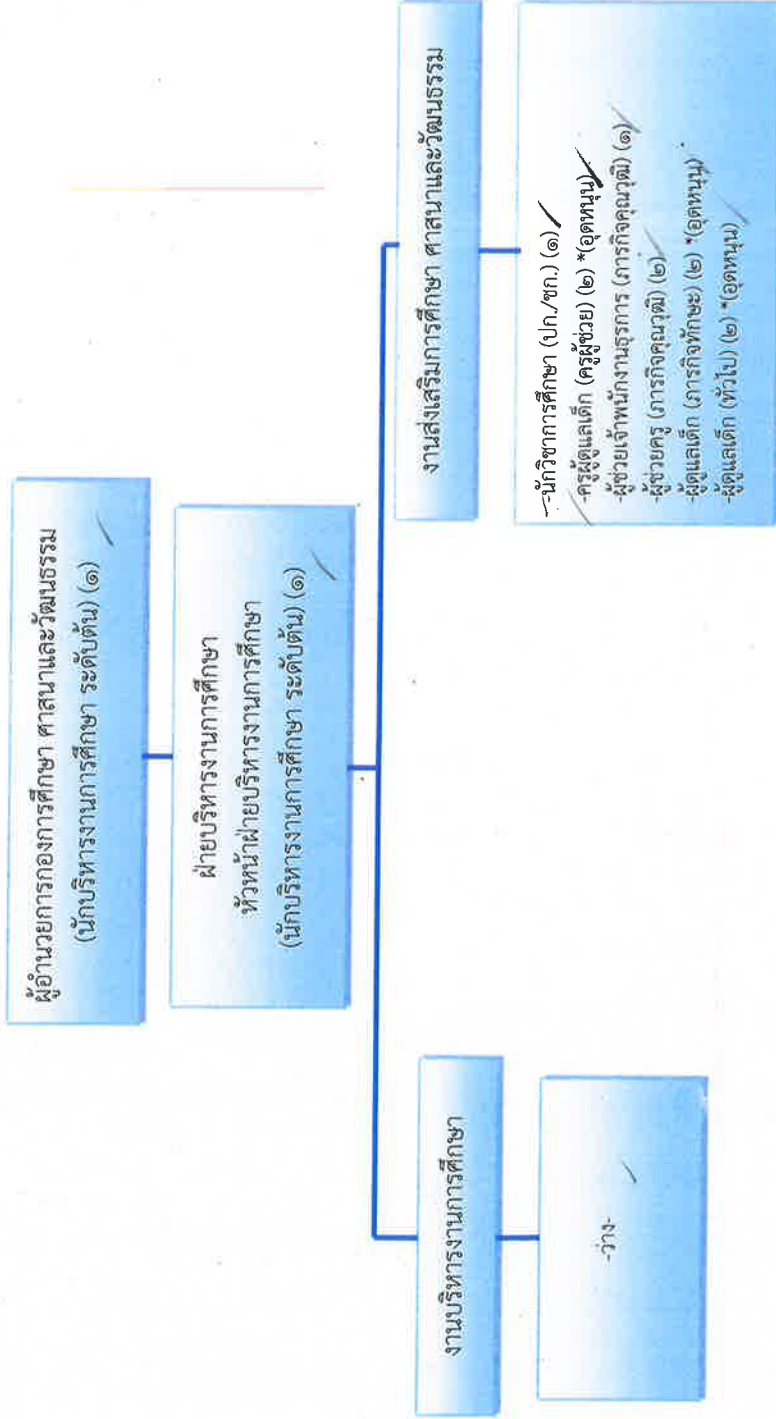 ผู้อำนวยการกองการศึกษา ศาสนาและวัฒนธรรม
(นักบริหารงานการศึกษา ระดับต้น) (๑)
ฝ่ายบริหารงานการศึกษา
หัวหน้าฝ่ายบริหารงานการศึกษา
(นักบริหารงานการศึกษา ระดับต้น) (๑)
งานบริหารงานการศึกษา
-ว่าง-
งานส่งเสริมการศึกษา ศาสนาและวัฒนธรรม
-นักวิชาการศึกษา (ปก./ชก.) (๑)
-ครูผู้ดูแลเด็ก (ครูผู้ช่วย) (๒) *(อุดหนุน)
-ผู้ช่วยเจ้าพนักงานธุรการ (ภารกิจคุณวุฒิ) (๑)
-ผู้ช่วยครู (ภารกิจคุณวุฒิ) (๒)
-ผู้ดูแลเด็ก (ภารกิจทักษะ) (๒) *(อุดหนุน)
-ผู้ดูแลเด็ก (ทั่วไป) (๒) *(อุดหนุน)